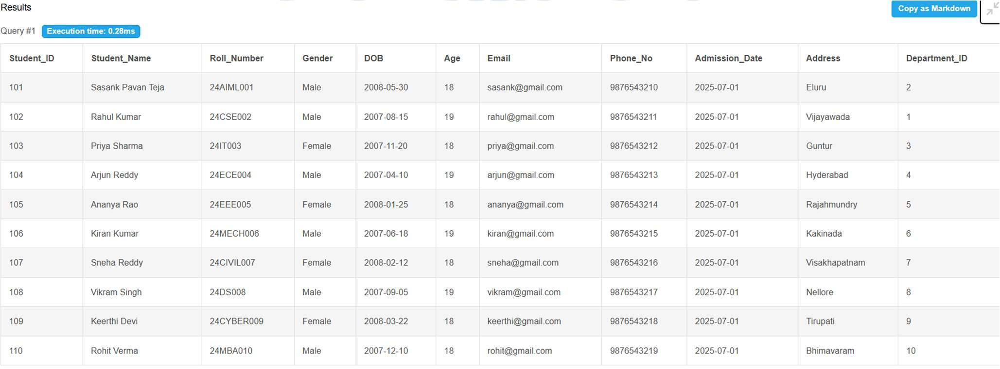 Results
Copy as Markdown
Query #1 Execution time: 0.28ms
Student_ID Student_Name Roll_Number Gender DOB Age Email Phone_No Admission_Date Address Department_ID
101 Sasank Pavan Teja 24AIML001 Male 2008-05-30 18 sasank@gmail.com 9876543210 2025-07-01 Eluru 2
102 Rahul Kumar 24CSE002 Male 2007-08-15 19 rahul@gmail.com 9876543211 2025-07-01 Vijayawada 1
103 Priya Sharma 24IT003 Female 2007-11-20 18 priya@gmail.com 9876543212 2025-07-01 Guntur 3
104 Arjun Reddy 24ECE004 Male 2007-04-10 19 arjun@gmail.com 9876543213 2025-07-01 Hyderabad 4
105 Ananya Rao 24EEE005 Female 2008-01-25 18 ananya@gmail.com 9876543214 2025-07-01 Rajahmundry 5
106 Kiran Kumar 24MECH006 Male 2007-06-18 19 kiran@gmail.com 9876543215 2025-07-01 Kakinada 6
107 Sneha Reddy 24CIVIL007 Female 2008-02-12 18 sneha@gmail.com 9876543216 2025-07-01 Visakhapatnam 7
108 Vikram Singh 24DS008 Male 2007-09-05 19 vikram@gmail.com 9876543217 2025-07-01 Nellore 8
109 Keerthi Devi 24CYBER009 Female 2008-03-22 18 keerthi@gmail.com 9876543218 2025-07-01 Tirupati 9
110 Rohit Verma 24MBA010 Male 2007-12-10 18 rohit@gmail.com 9876543219 2025-07-01 Bhimavaram 10